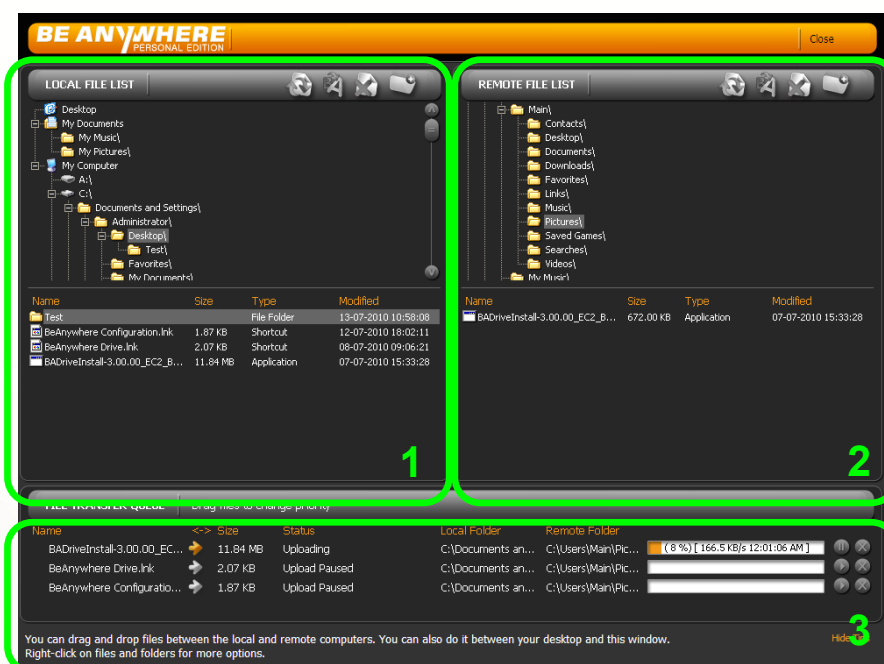 BE ANYWHERE
PERSONAL EDITION
Close
LOCAL FILE LIST
Desktop
My Documents
My Music\
My Pictures\
My Computer
A:\
C:\
Documents and Settings\
Administrator\
Desktop\
Test\
Favorites\
My Documents\
Name Size Type Modified
Test File Folder 13-07-2010 10:58:08
BeAnywhere Configuration.lnk 1.87 KB Shortcut 12-07-2010 18:02:11
BeAnywhere Drive.lnk 2.07 KB Shortcut 08-07-2010 09:06:21
BADriveInstall-3.00.00_EC2_B... 11.84 MB Application 07-07-2010 15:33:28
1
REMOTE FILE LIST
Main\
Contacts\
Desktop\
Documents\
Downloads\
Favorites\
Links\
Music\
Pictures\
Saved Games\
Searches\
Videos\
My Music\
Name Size Type Modified
BADriveInstall-3.00.00_EC2_B... 672.00 KB Application 07-07-2010 15:33:28
2
FILE TRANSFER QUEUE Drag files to change priority
Name <-> Size Status Local Folder Remote Folder
BADriveInstall-3.00.00_EC... 11.84 MB Uploading C:\Documents an... C:\Users\Main\Pic... ( 8 %) [ 166.5 KB/s 12:01:06 AM ]
BeAnywhere Drive.lnk 2.07 KB Upload Paused C:\Documents an... C:\Users\Main\Pic...
BeAnywhere Configuratio... 1.87 KB Upload Paused C:\Documents an... C:\Users\Main\Pic...
You can drag and drop files between the local and remote computers. You can also do it between your desktop and this window.
Right-click on files and folders for more options.
Hide
3